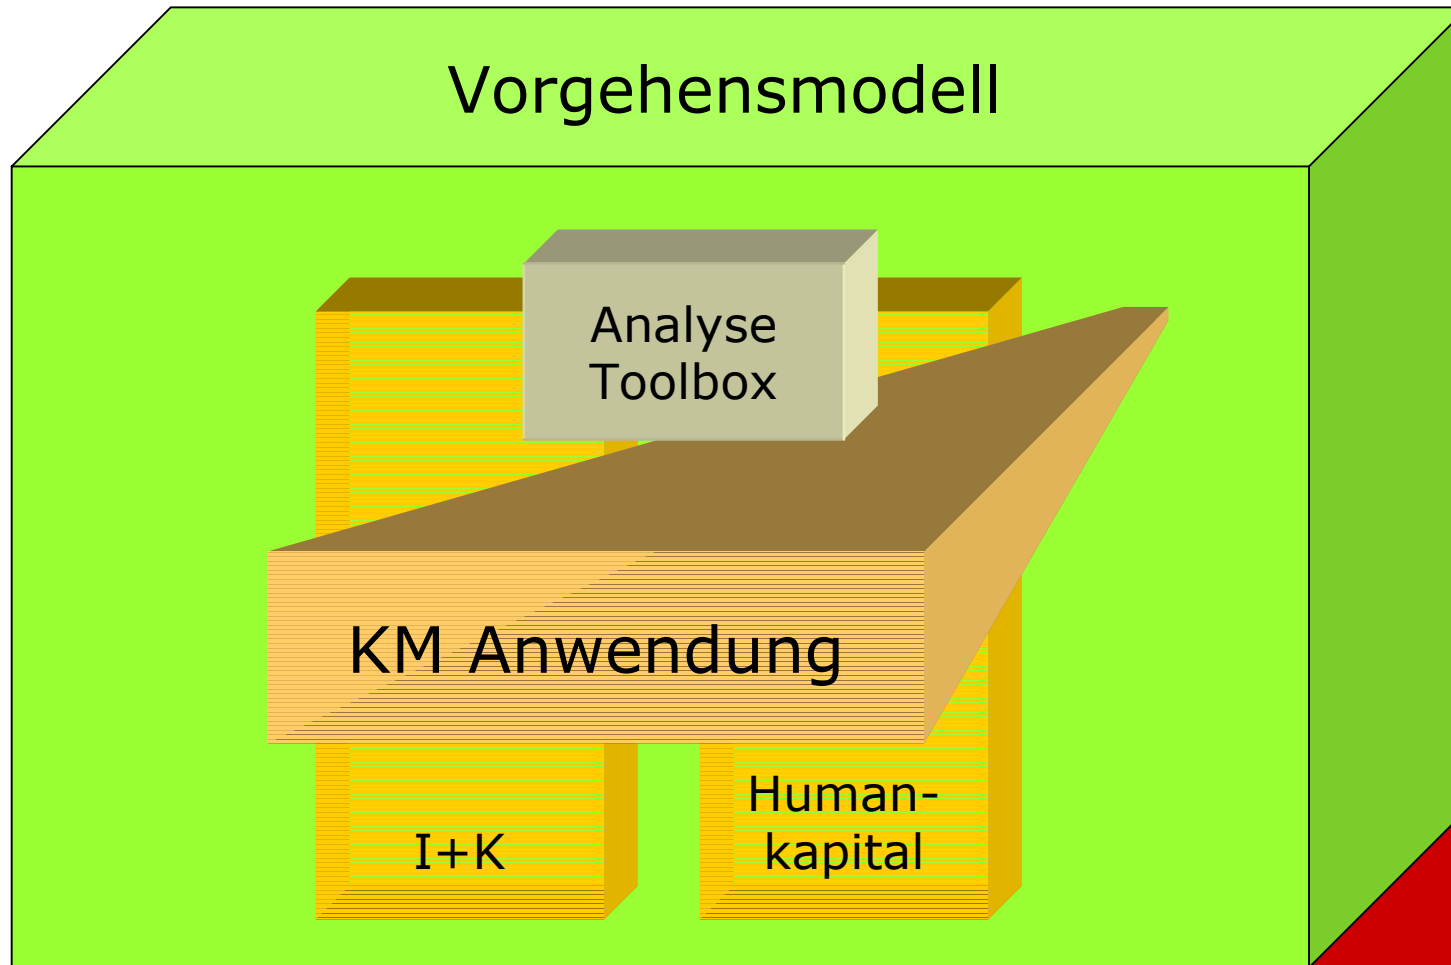 Vorgehensmodell
Analyse
Toolbox
KM Anwendung
I+K
Human-
kapital